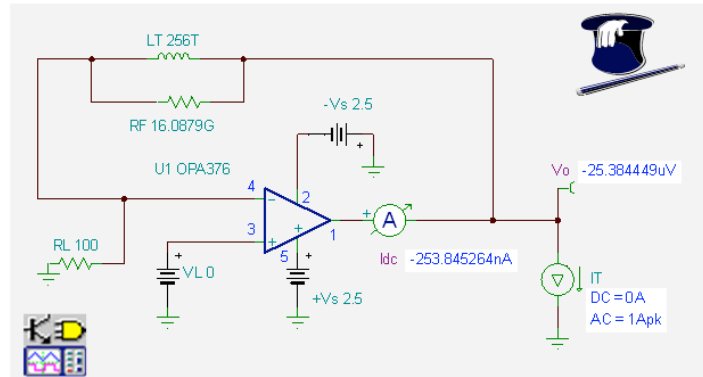 LT 256T
RF 16.0879G
-Vs 2.5
+
U1 OPA376
Vo -25.384449uV
4
2
-
+
A
3
+
+
1
5
RL 100
+
+
Idc -253.845264nA
VL 0
IT
+Vs 2.5
DC = 0A
AC = 1Apk